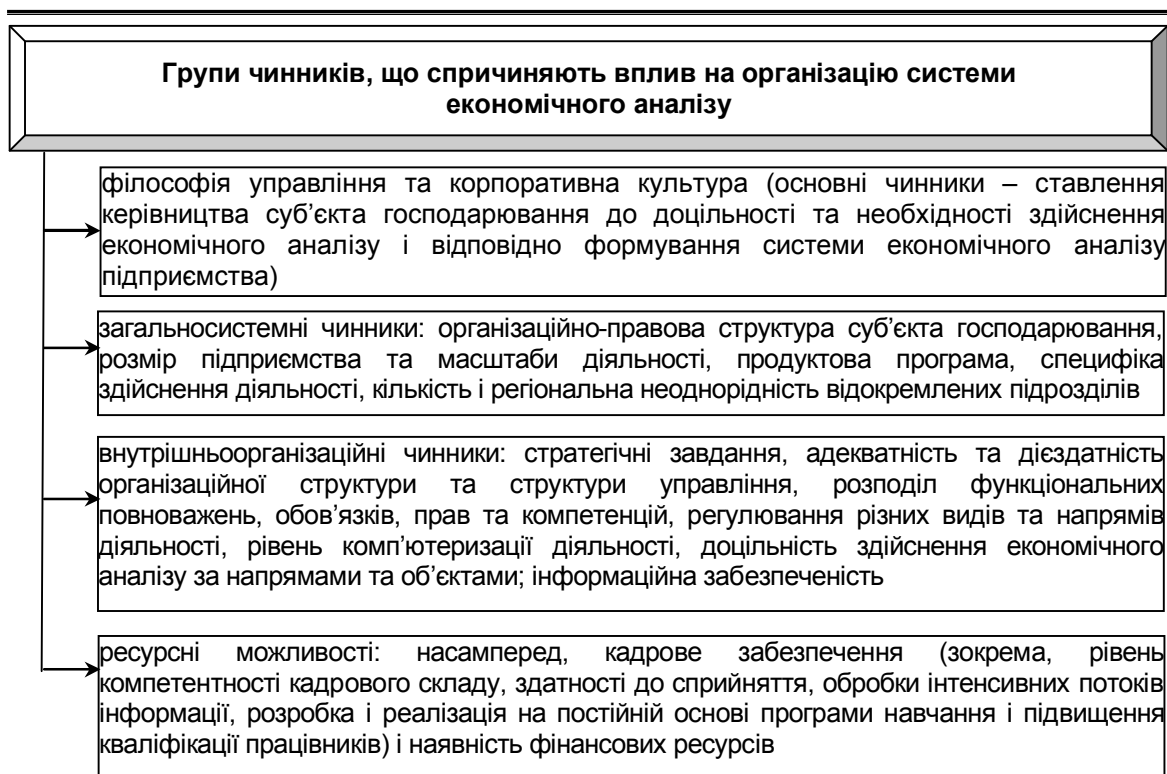 Групи чинників, що спричиняють вплив на організацію системи
економічного аналізу
філософія управління та корпоративна культура (основні чинники – ставлення
керівництва суб’єкта господарювання до доцільності та необхідності здійснення
економічного аналізу і відповідно формування системи економічного аналізу
підприємства)
загальносистемні чинники: організаційно-правова структура суб’єкта господарювання,
розмір підприємства та масштаби діяльності, продуктова програма, специфіка
здійснення діяльності, кількість і регіональна неоднорідність відокремлених підрозділів
внутрішньоорганізаційні чинники: стратегічні завдання, адекватність та дієздатність
організаційної структури та структури управління, розподіл функціональних
повноважень, обов’язків, прав та компетенцій, регулювання різних видів та напрямів
діяльності, рівень комп’ютеризації діяльності, доцільність здійснення економічного
аналізу за напрямами та об’єктами; інформаційна забезпеченість
ресурсні можливості: насамперед, кадрове забезпечення (зокрема, рівень
компетентності кадрового складу, здатності до сприйняття, обробки інтенсивних потоків
інформації, розробка і реалізація на постійній основі програми навчання і підвищення
кваліфікації працівників) і наявність фінансових ресурсів